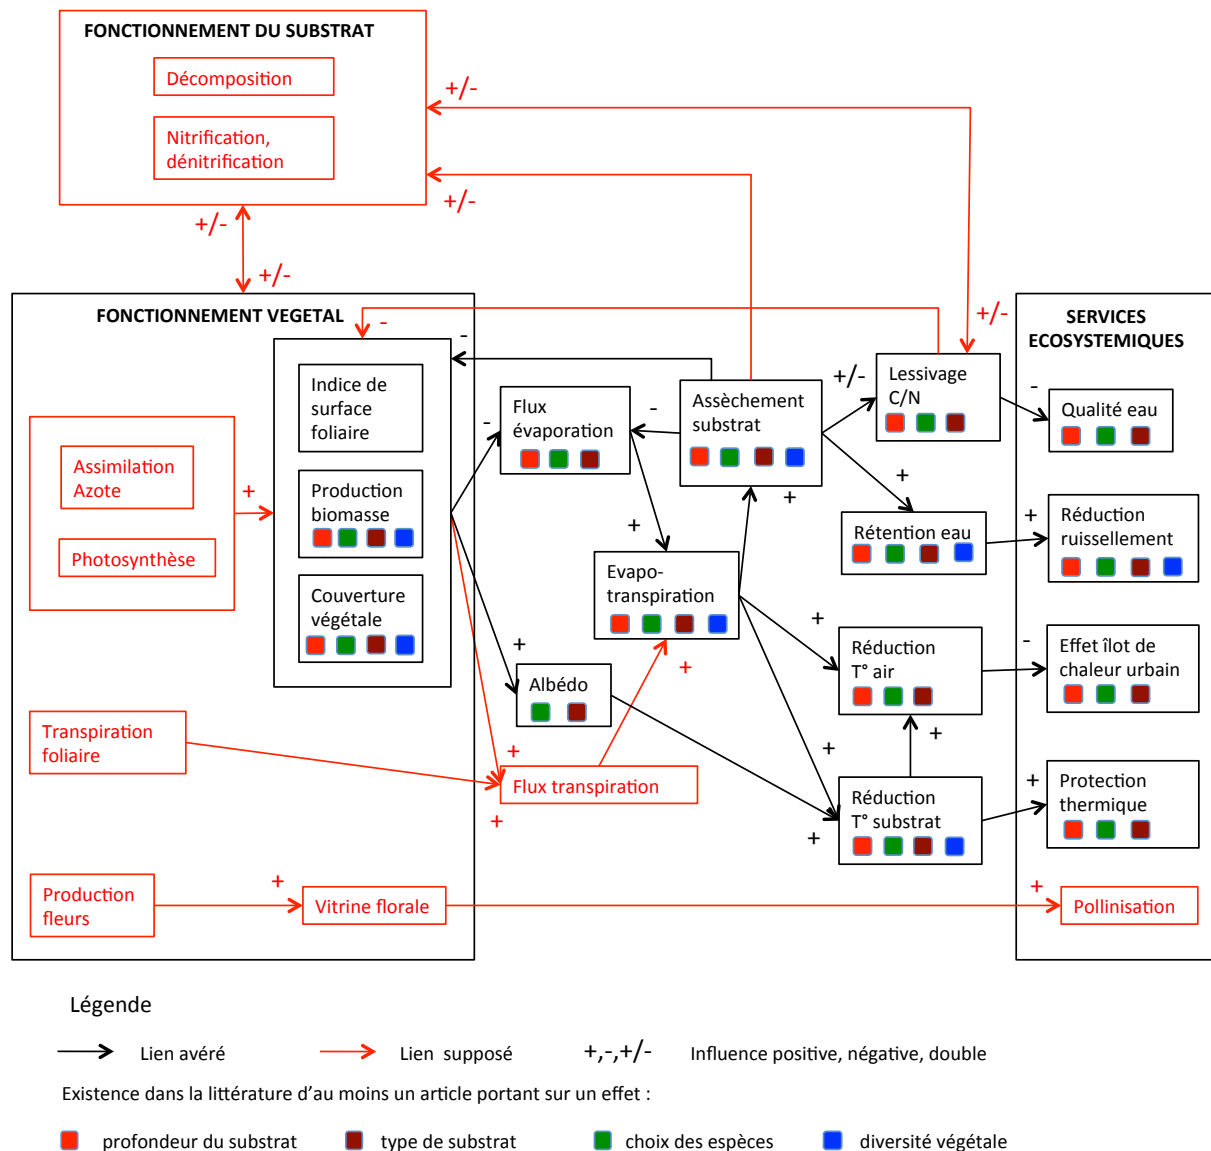 FONCTIONNEMENT DU SUBSTRAT
Décomposition
Nitrification,
dénitrification
+/-
+/-
+/-
+/-
FONCTIONNEMENT VEGETAL
-
-
+/-
SERVICES
ECOSYSTEMIQUES
Indice de
surface
foliaire
Assimilation
Azote
Photosynthèse
+
Production
biomasse
Couverture
végétale
-
Flux
évaporation
-
Assèchement
substrat
+/-
Lessivage
C/N
-
Qualité eau
+
+
+
Rétention eau
+
Réduction
ruissellement
Evapo-
transpiration
+
+
+
Albédo
Réduction
T° air
-
Effet îlot de
chaleur urbain
Transpiration
foliaire
+
+
Flux transpiration
+
+
+
Réduction
T° substrat
+
Protection
thermique
Production
fleurs
+
Vitrine florale
+
Pollinisation
Légende
Lien avéré
Lien supposé
+,-,+/-
Influence positive, négative, double
Existence dans la littérature d'au moins un article portant sur un effet :
profondeur du substrat
type de substrat
choix des espèces
diversité végétale